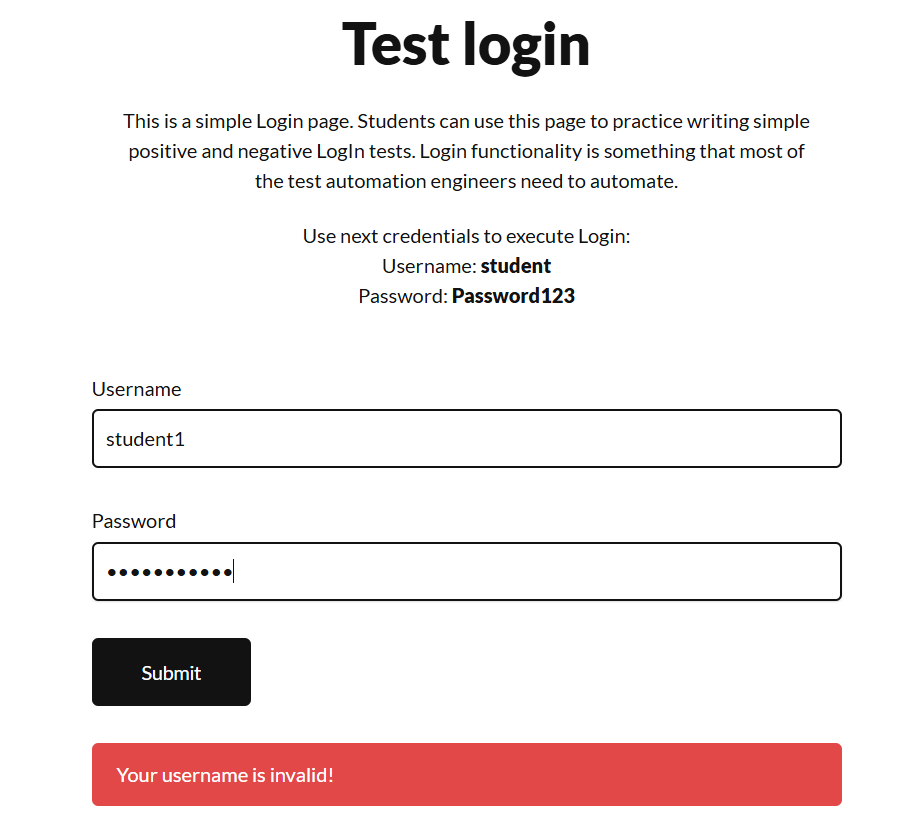 Test login
This is a simple Login page. Students can use this page to practice writing simple
positive and negative LogIn tests. Login functionality is something that most of
the test automation engineers need to automate.
Use next credentials to execute Login:
Username: student
Password: Password123
Username
student1
Password
•••••••••••
Submit
Your username is invalid!